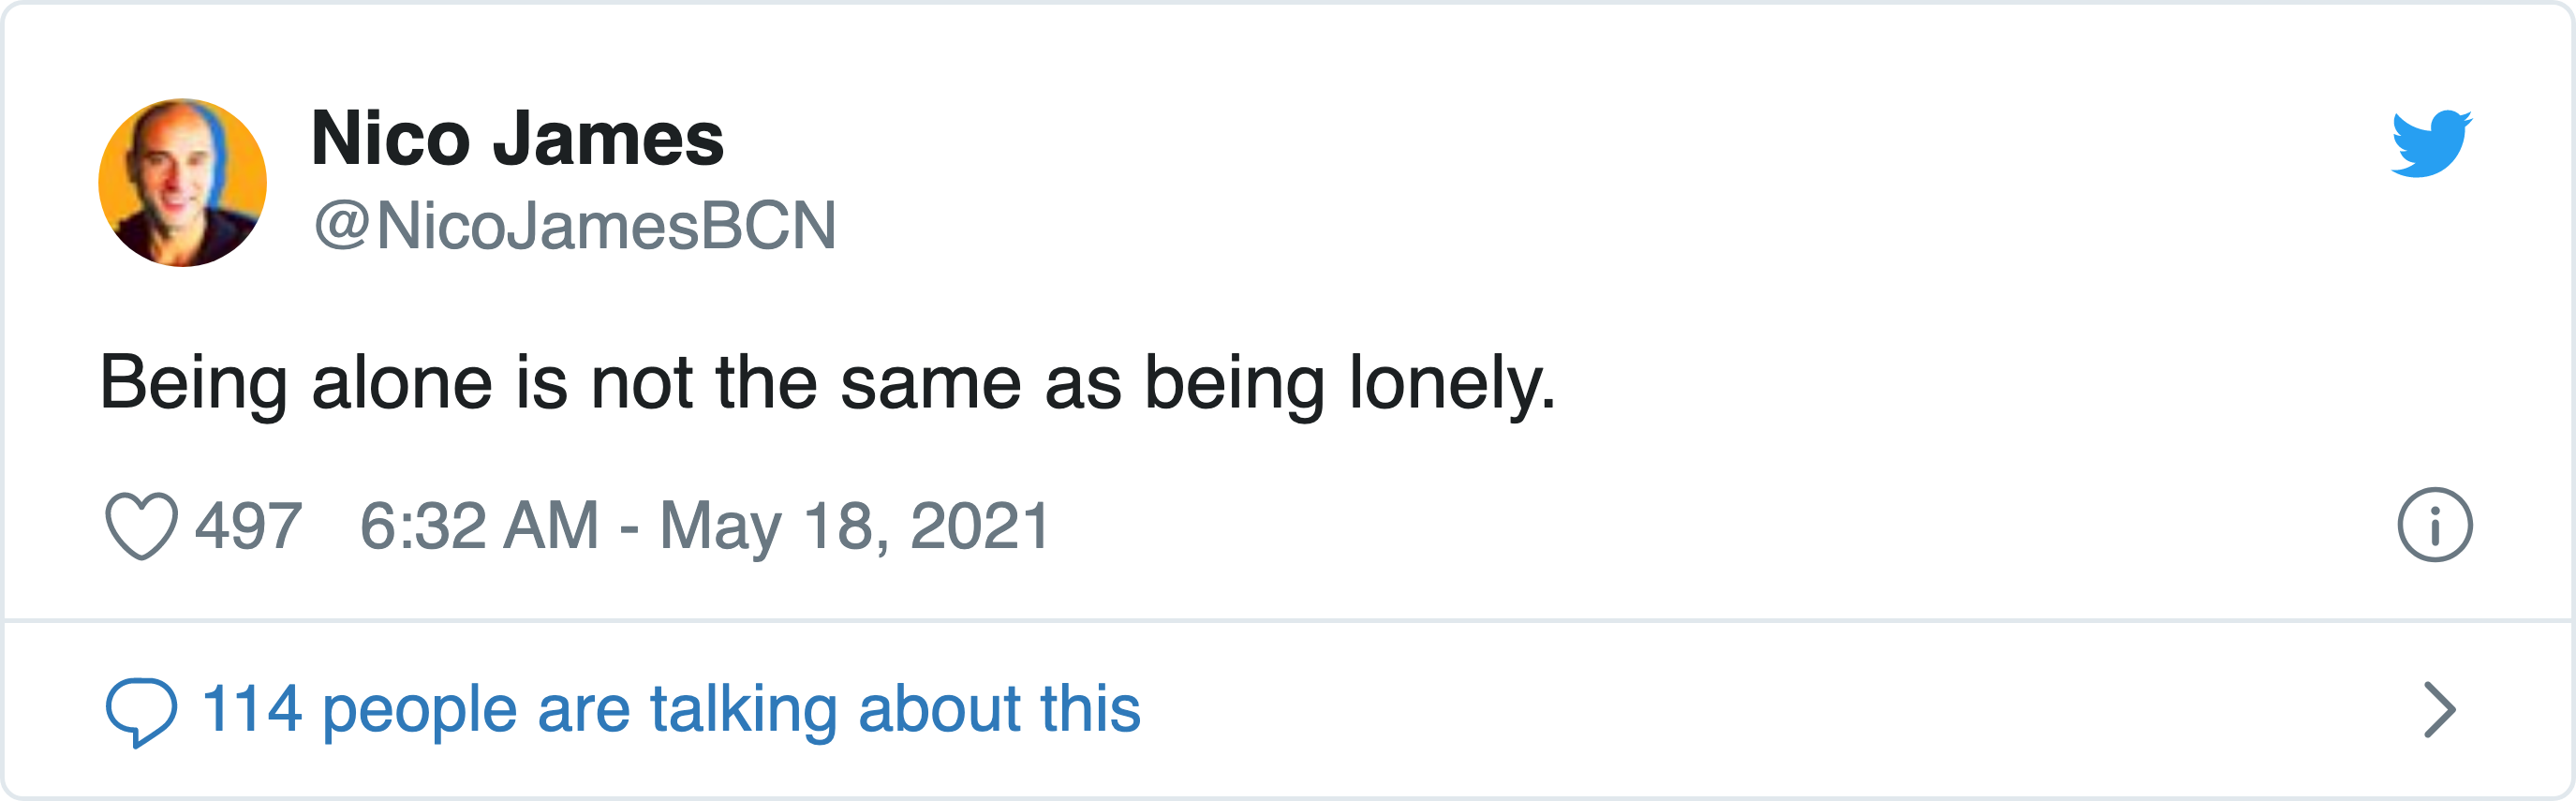 Nico James
@NicoJamesBCN
Being alone is not the same as being lonely.
497 6:32 AM - May 18, 2021
114 people are talking about this